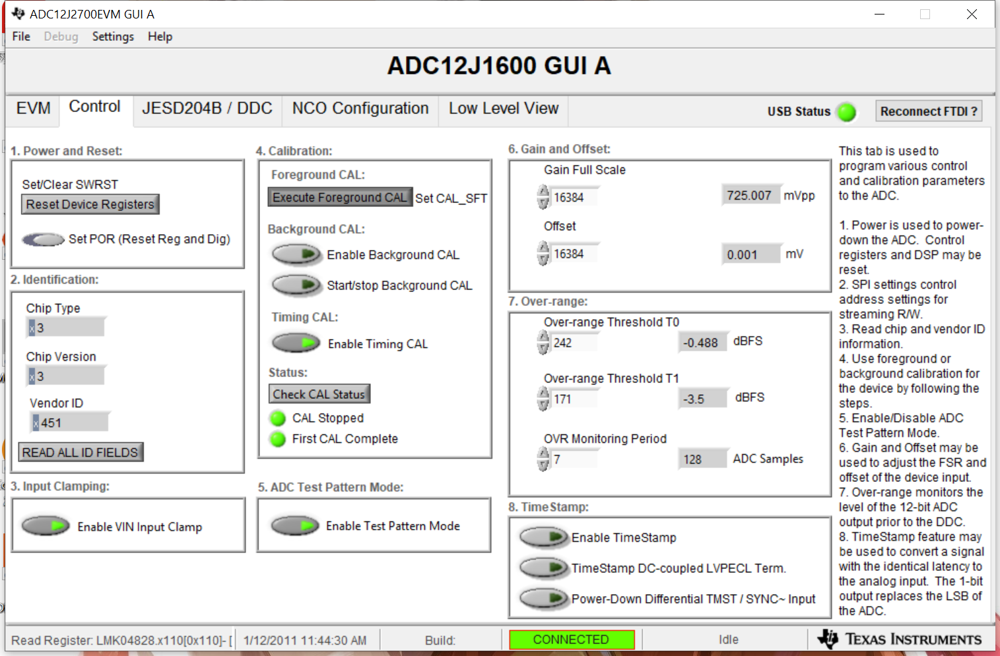 ADC12J2700EVM GUI A
File Debug Settings Help
ADC12J1600 GUI A
EVM Control JESD204B / DDC NCO Configuration Low Level View
USB Status
Reconnect FTDI ?
1. Power and Reset:
Set/Clear SWRST
Reset Device Registers
Set POR (Reset Reg and Dig)
2. Identification:
Chip Type
x 3
Chip Version
x 3
Vendor ID
x 451
READ ALL ID FIELDS
3. Input Clamping:
Enable VIN Input Clamp
4. Calibration:
Foreground CAL:
Execute Foreground CAL Set CAL_SFT
Background CAL:
Enable Background CAL
Start/stop Background CAL
Timing CAL:
Enable Timing CAL
Status:
Check CAL Status
CAL Stopped
First CAL Complete
5. ADC Test Pattern Mode:
Enable Test Pattern Mode
6. Gain and Offset:
Gain Full Scale
16384 725.007 mVpp
Offset
16384 0.001 mV
7. Over-range:
Over-range Threshold T0
242 -0.488 dBFS
Over-range Threshold T1
171 -3.5 dBFS
OVR Monitoring Period
7 128 ADC Samples
8. TimeStamp:
Enable TimeStamp
TimeStamp DC-coupled LVPECL Term.
Power-Down Differential TMST / SYNC~ Input
This tab is used to
program various control
and calibration parameters
to the ADC.
1. Power is used to power-
down the ADC. Control
registers and DSP may be
reset.
2. SPI settings control
address settings for
streaming R/W.
3. Read chip and vendor ID
information.
4. Use foreground or
background calibration for
the device by following the
steps.
5. Enable/Disable ADC
Test Pattern Mode.
6. Gain and Offset may be
used to adjust the FSR and
offset of the device input.
7. Over-range monitors the
level of the 12-bit ADC
output prior to the DDC.
8. TimeStamp feature may
be used to convert a signal
with the identical latency to
the analog input. The 1-bit
output replaces the LSB of
the ADC.
Read Register: LMK04828.x110[0x110]- [ 1/12/2011 11:44:30 AM Build: CONNECTED Idle TEXAS INSTRUMENTS